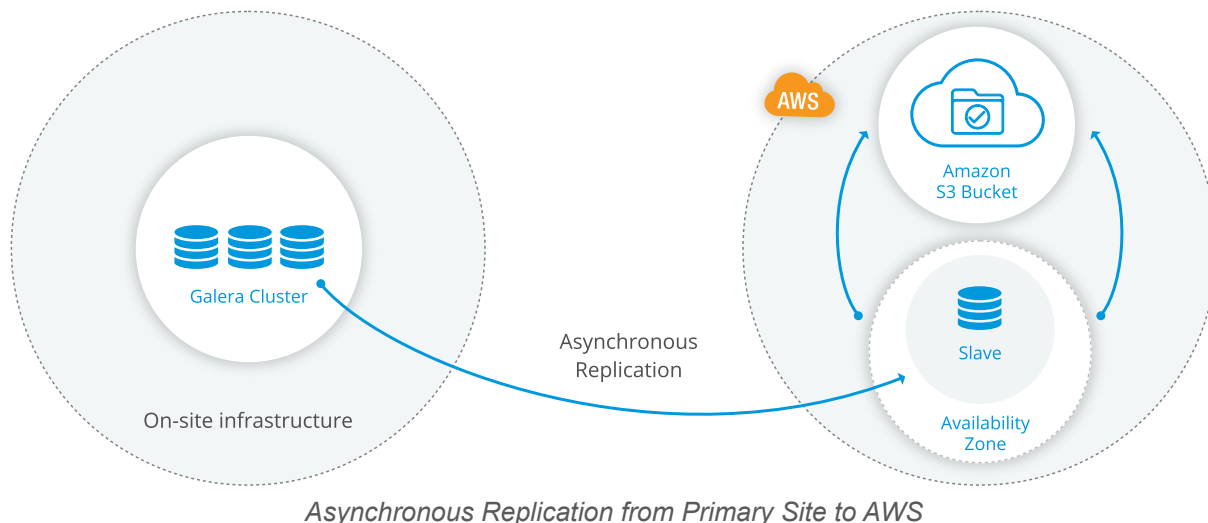 AWS
Amazon
S3 Bucket
Galera Cluster
Asynchronous
Replication
Slave
On-site infrastructure
Availability
Zone
Asynchronous Replication from Primary Site to AWS